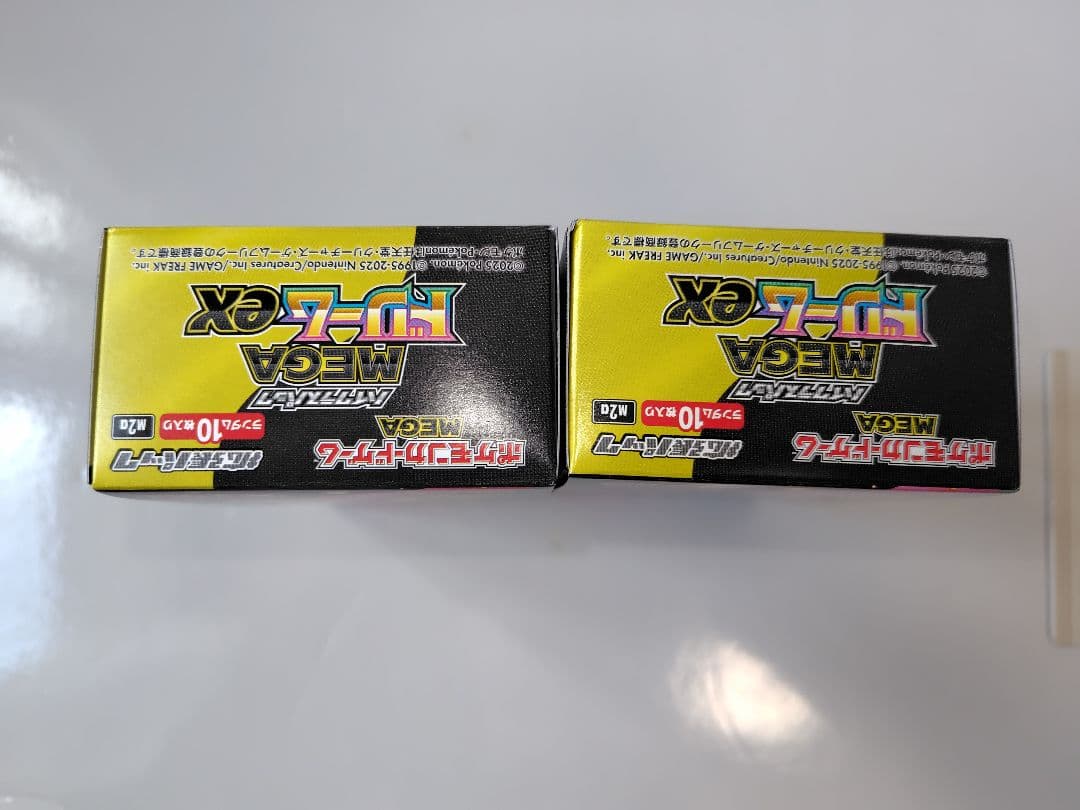 ポケモンカードゲーム
MEGA
拡張パック
ランダム10枚入り
M2a
ハイクラスパック
MEGA
ドリームex
©2025 Pokémon. ©1995-2025 Nintendo/Creatures Inc./GAME FREAK inc.
ポケモン・Pokémonは任天堂・クリーチャーズ・ゲームフリークの登録商標です。
ポケモンカードゲーム
MEGA
拡張パック
ランダム10枚入り
M2a
ハイクラスパック
MEGA
ドリームex
©2025 Pokémon. ©1995-2025 Nintendo/Creatures Inc./GAME FREAK inc.
ポケモン・Pokémonは任天堂・クリーチャーズ・ゲームフリークの登録商標です。